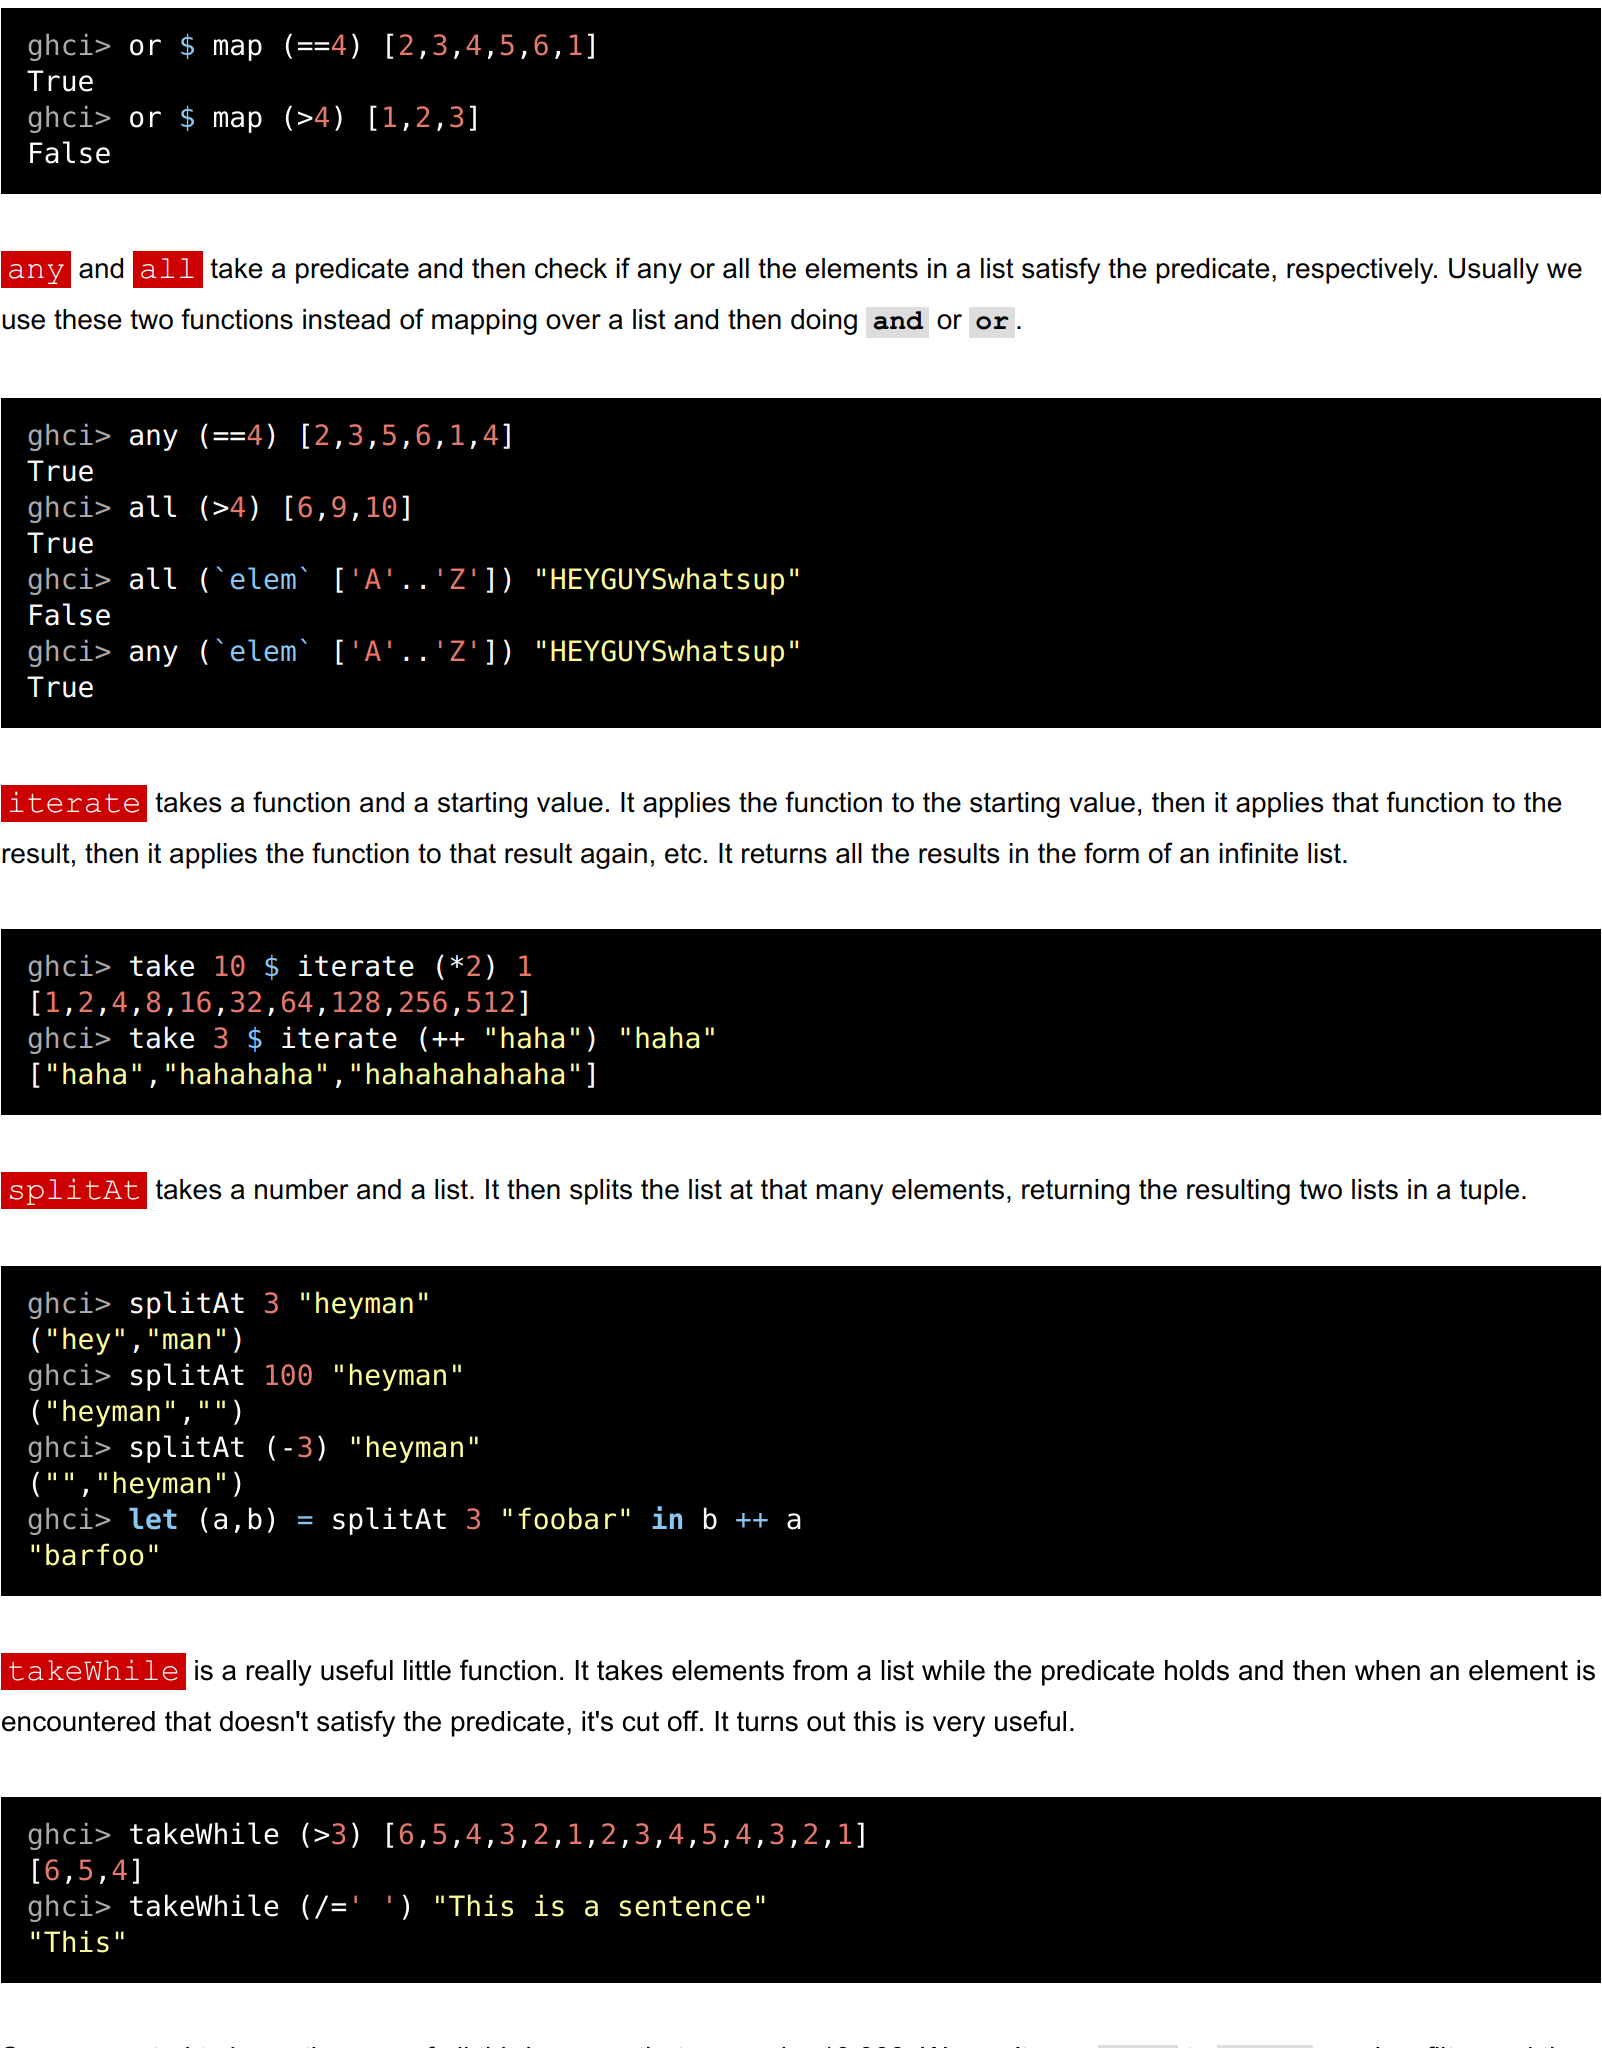 ghci> or $ map (==4) [2,3,4,5,6,1]
True
ghci> or $ map (>4) [1,2,3]
False
any and all take a predicate and then check if any or all the elements in a list satisfy the predicate, respectively. Usually we
use these two functions instead of mapping over a list and then doing and or or.
ghci> any (==4) [2,3,5,6,1,4]
True
ghci> all (>4) [6,9,10]
True
ghci> all (`elem` ['A'..'Z']) "HEYGUYSwhatsup"
False
ghci> any (`elem` ['A'..'Z']) "HEYGUYSwhatsup"
True
iterate takes a function and a starting value. It applies the function to the starting value, then it applies that function to the
result, then it applies the function to that result again, etc. It returns all the results in the form of an infinite list.
ghci> take 10 $ iterate (*2) 1
[1,2,4,8,16,32,64,128,256,512]
ghci> take 3 $ iterate (++ "haha") "haha"
["haha","hahahaha","hahahahahaha"]
splitAt takes a number and a list. It then splits the list at that many elements, returning the resulting two lists in a tuple.
ghci> splitAt 3 "heyman"
("hey","man")
ghci> splitAt 100 "heyman"
("heyman","")
ghci> splitAt (-3) "heyman"
("","heyman")
ghci> let (a,b) = splitAt 3 "foobar" in b ++ a
"barfoo"
takeWhile is a really useful little function. It takes elements from a list while the predicate holds and then when an element is
encountered that doesn't satisfy the predicate, it's cut off. It turns out this is very useful.
ghci> takeWhile (>3) [6,5,4,3,2,1,2,3,4,5,4,3,2,1]
[6,5,4]
ghci> takeWhile (/=' ') "This is a sentence"
"This"